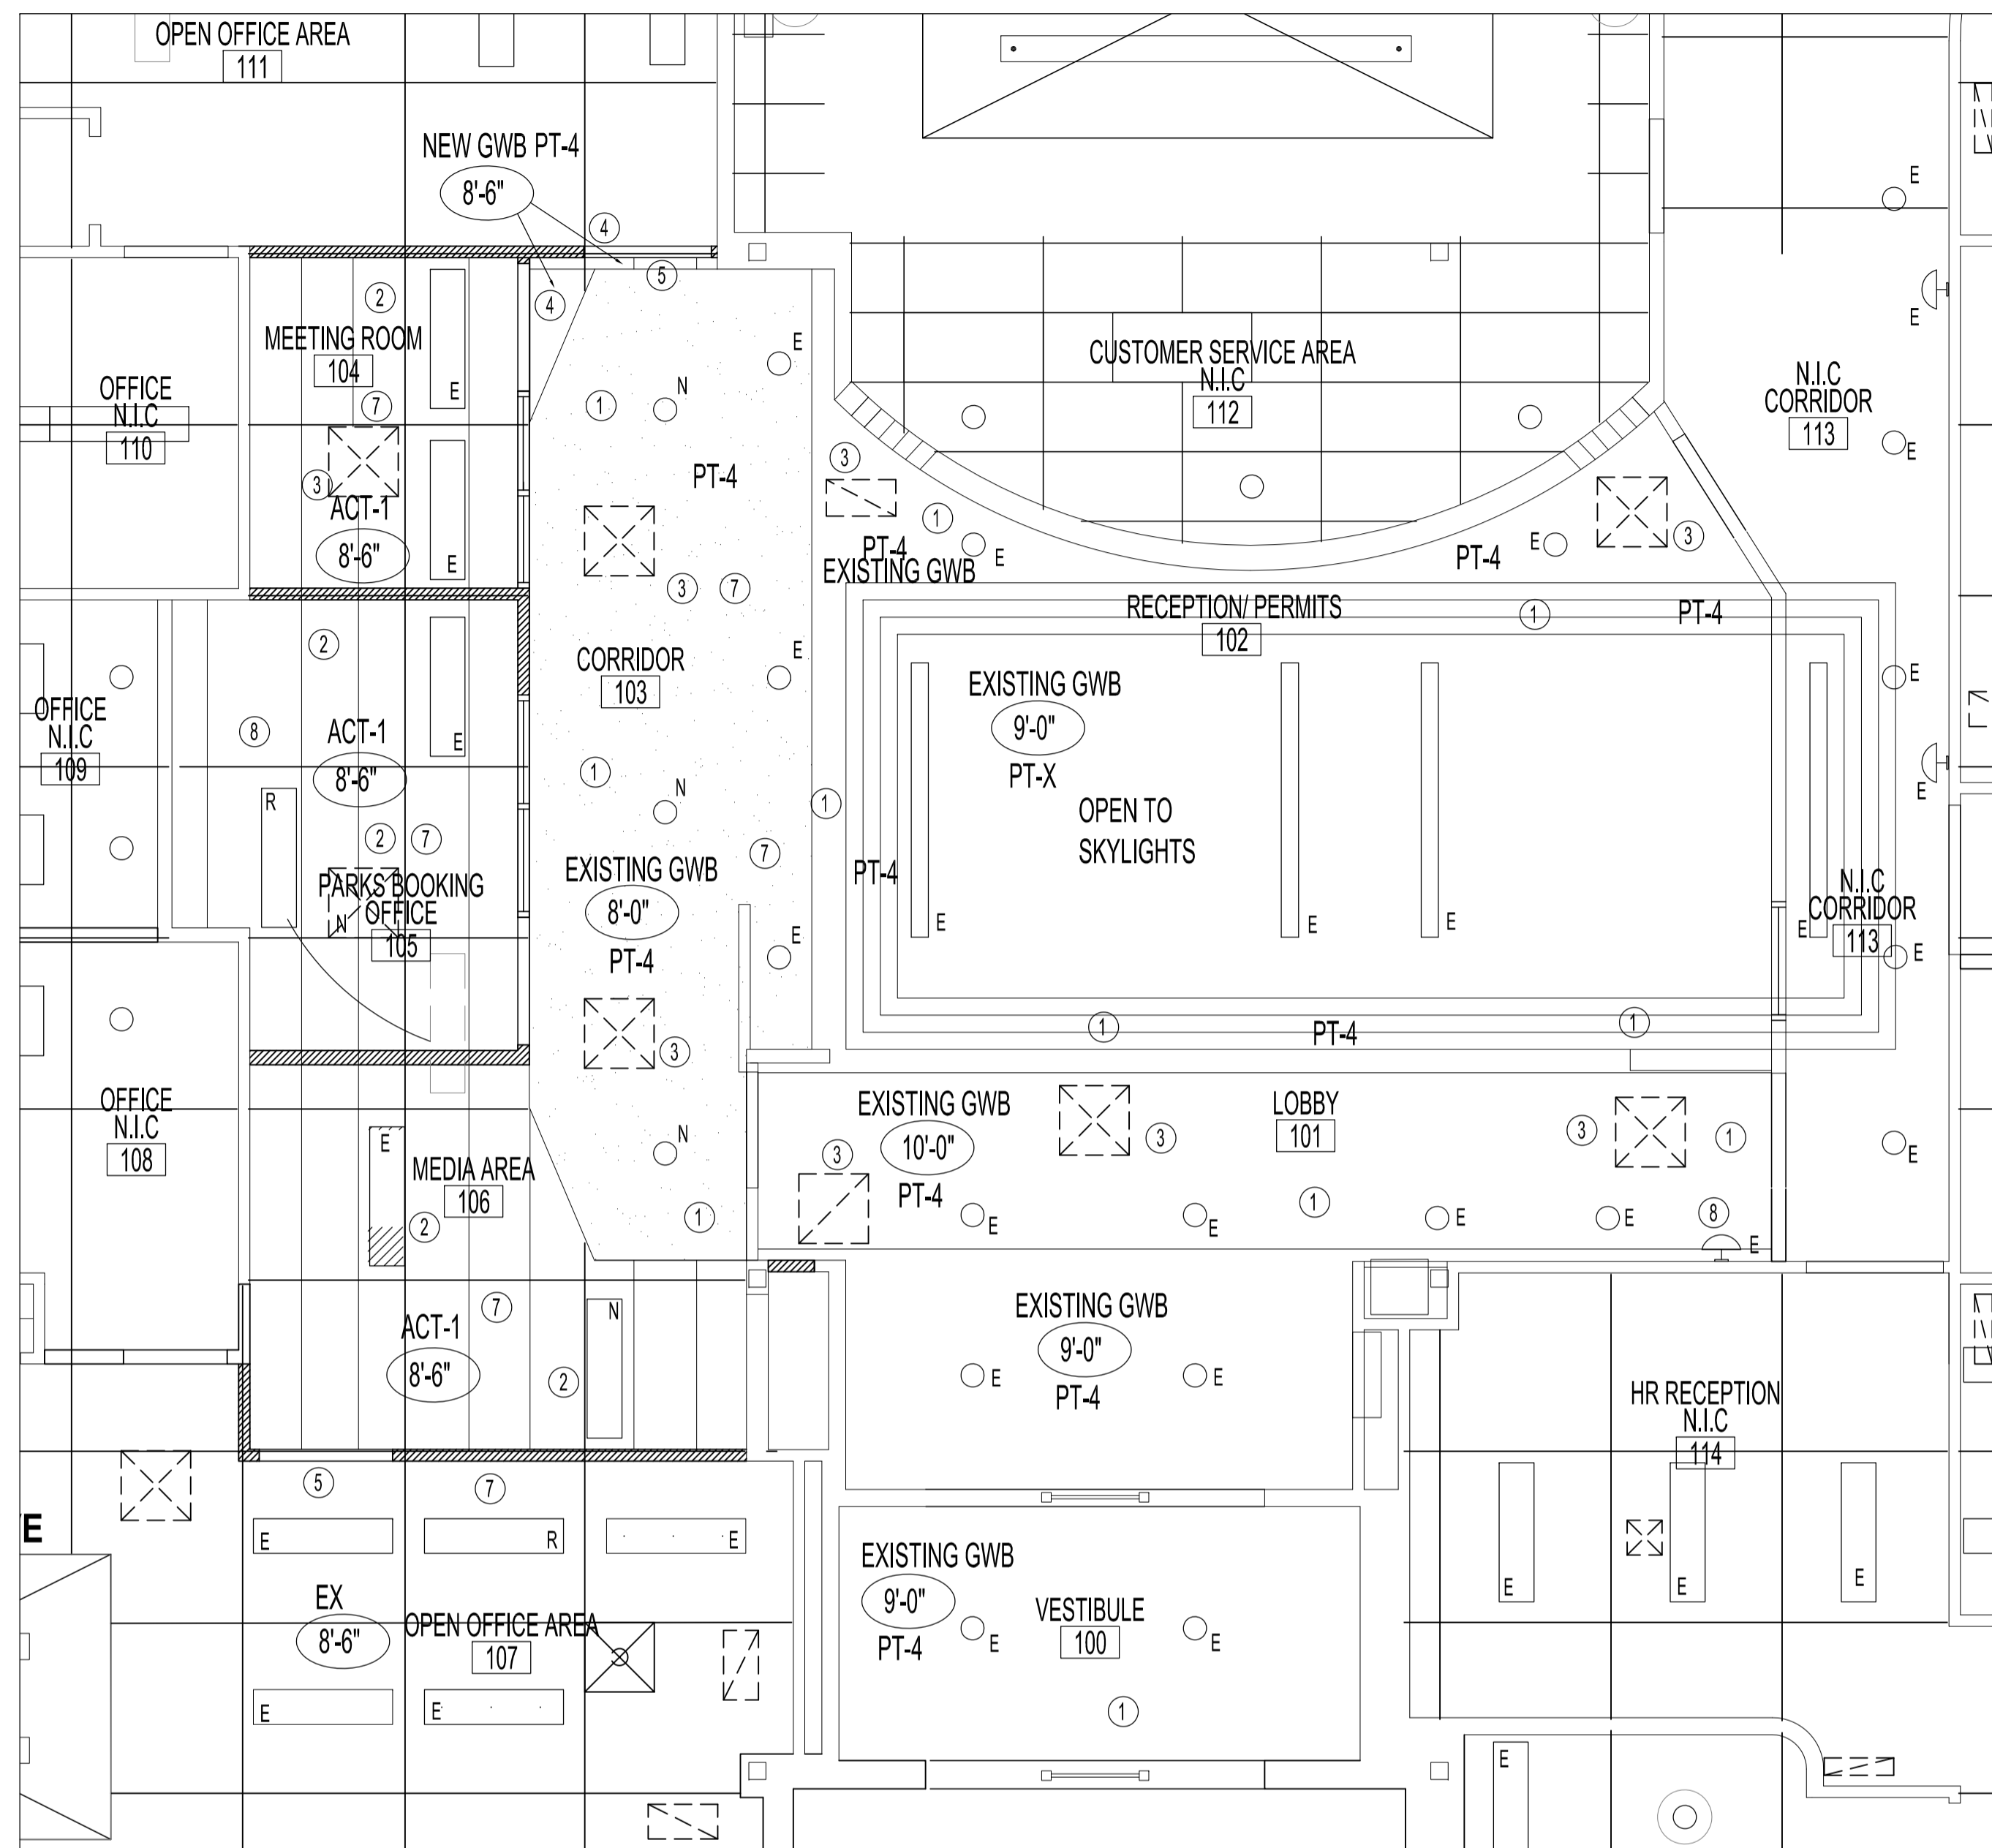 OPEN OFFICE AREA
111
NEW GWB PT-4
8'-6"
4
5
4
E
E
E
2
MEETING ROOM
104
E
7
3
ACT-1
8'-6"
E
OFFICE
N.I.C
110
1
N
E
PT-4
3
7
CORRIDOR
103
E
CUSTOMER SERVICE AREA
N.I.C
112
N.I.C
CORRIDOR
113
E
3
1
PT-4
EXISTING GWB
E
E
PT-4
3
RECEPTION/ PERMITS
102
1
PT-4
EXISTING GWB
9'-0"
PT-X
OPEN TO
SKYLIGHTS
E
E
2
8
ACT-1
8'-6"
E
R
2
7
PARKS BOOKING
OFFICE
105
N
OFFICE
N.I.C
109
1
N
1
7
EXISTING GWB
8'-0"
PT-4
E
PT-4
E
E
E
E
N.I.C
CORRIDOR
113
E
1
PT-4
1
3
OFFICE
N.I.C
108
E
MEDIA AREA
106
2
N
1
3
EXISTING GWB
10'-0"
PT-4
3
LOBBY
101
3
1
E
E
E
1
E
E
8
E
E
7
ACT-1
8'-6"
N
2
EXISTING GWB
9'-0"
PT-4
E
E
HR RECEPTION
N.I.C
114
E
E
E
5
7
E
E
R
E
EX
8'-6"
OPEN OFFICE AREA
107
E
E
EXISTING GWB
9'-0"
PT-4
E
VESTIBULE
100
E
1
E